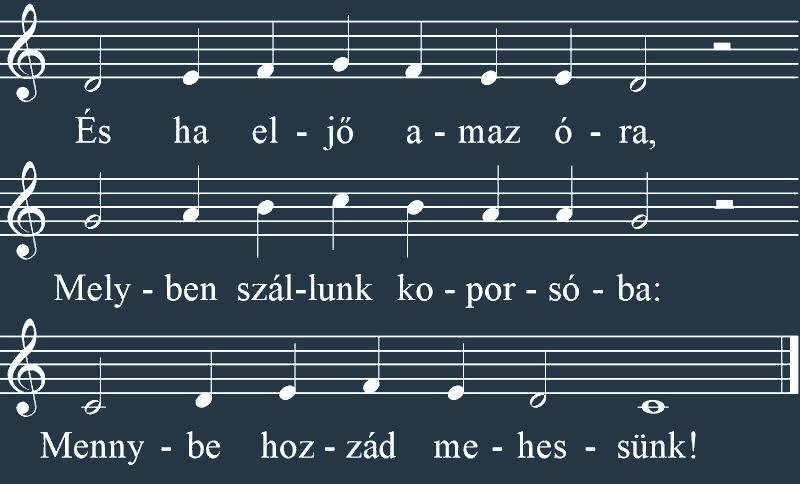 És ha el - jő a - maz ó - ra,
Mely - ben szál-lunk ko - por - só - ba:
Menny - be hoz - zád me - hes - sünk!